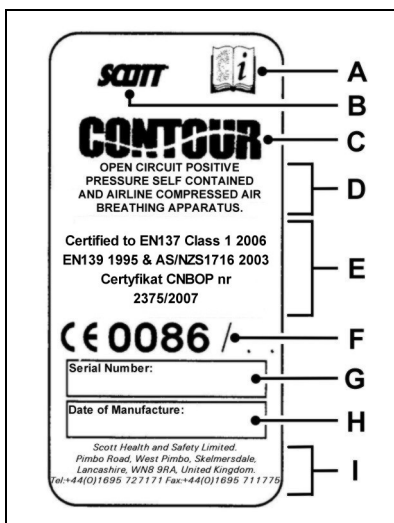 SCOTT
i
A
B
CONTOUR
C
OPEN CIRCUIT POSITIVE
PRESSURE SELF CONTAINED
AND AIRLINE COMPRESSED AIR
BREATHING APPARATUS.
D
Certified to EN137 Class 1 2006
EN139 1995 & AS/NZS1716 2003
Certyfikat CNBOP nr
2375/2007
E
CE 0086 / . .
F
Serial Number:
G
Date of Manufacture:
H
Scott Health and Safety Limited.
Pimbo Road, West Pimbo, Skelmersdale,
Lancashire, WN8 9RA, United Kingdom.
Tel:+44(0)1695 727171 Fax:+44(0)1695 711775
I